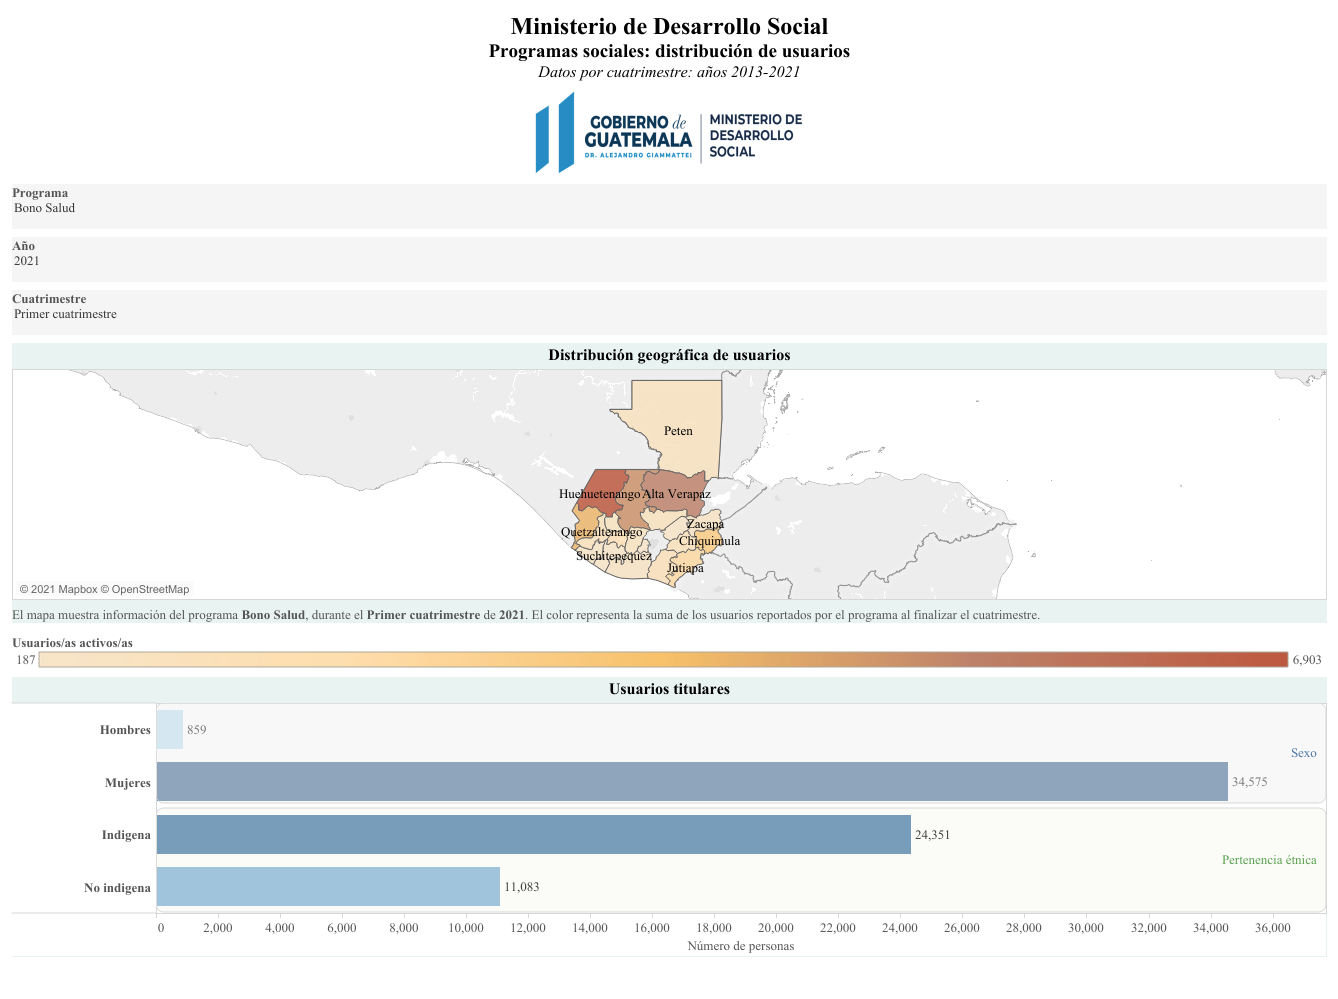 Ministerio de Desarrollo Social
Programas sociales: distribución de usuarios
Datos por cuatrimestre: años 2013-2021
GOBIERNO de
GUATEMALA
DR. ALEJANDRO GIAMMATTEI
MINISTERIO DE
DESARROLLO
SOCIAL
Programa
Bono Salud
Año
2021
Cuatrimestre
Primer cuatrimestre
Distribución geográfica de usuarios
Peten
Huehuetenango Alta Verapaz
Zacapa
Quetzaltenango
Chiquimula
Suchitepequez
Jutiapa
© 2021 Mapbox © OpenStreetMap
El mapa muestra información del programa Bono Salud, durante el Primer cuatrimestre de 2021. El color representa la suma de los usuarios reportados por el programa al finalizar el cuatrimestre.
Usuarios/as activos/as
187 6,903
Usuarios titulares
Hombres 859
Sexo
Mujeres 34,575
Indigena 24,351
Pertenencia étnica
No indigena 11,083
0 2,000 4,000 6,000 8,000 10,000 12,000 14,000 16,000 18,000 20,000 22,000 24,000 26,000 28,000 30,000 32,000 34,000 36,000
Número de personas